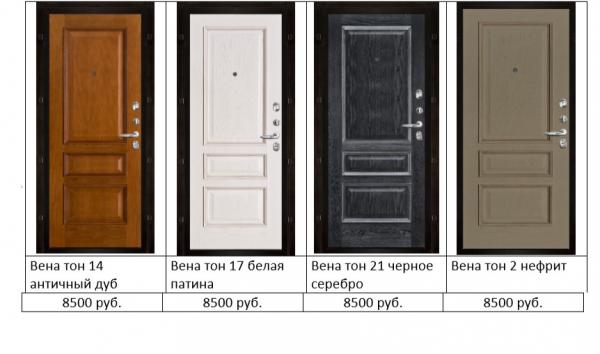 Вена тон 14
античный дуб
Вена тон 17 белая
патина
Вена тон 21 черное
серебро
Вена тон 2 нефрит
8500 руб.
8500 руб.
8500 руб.
8500 руб.